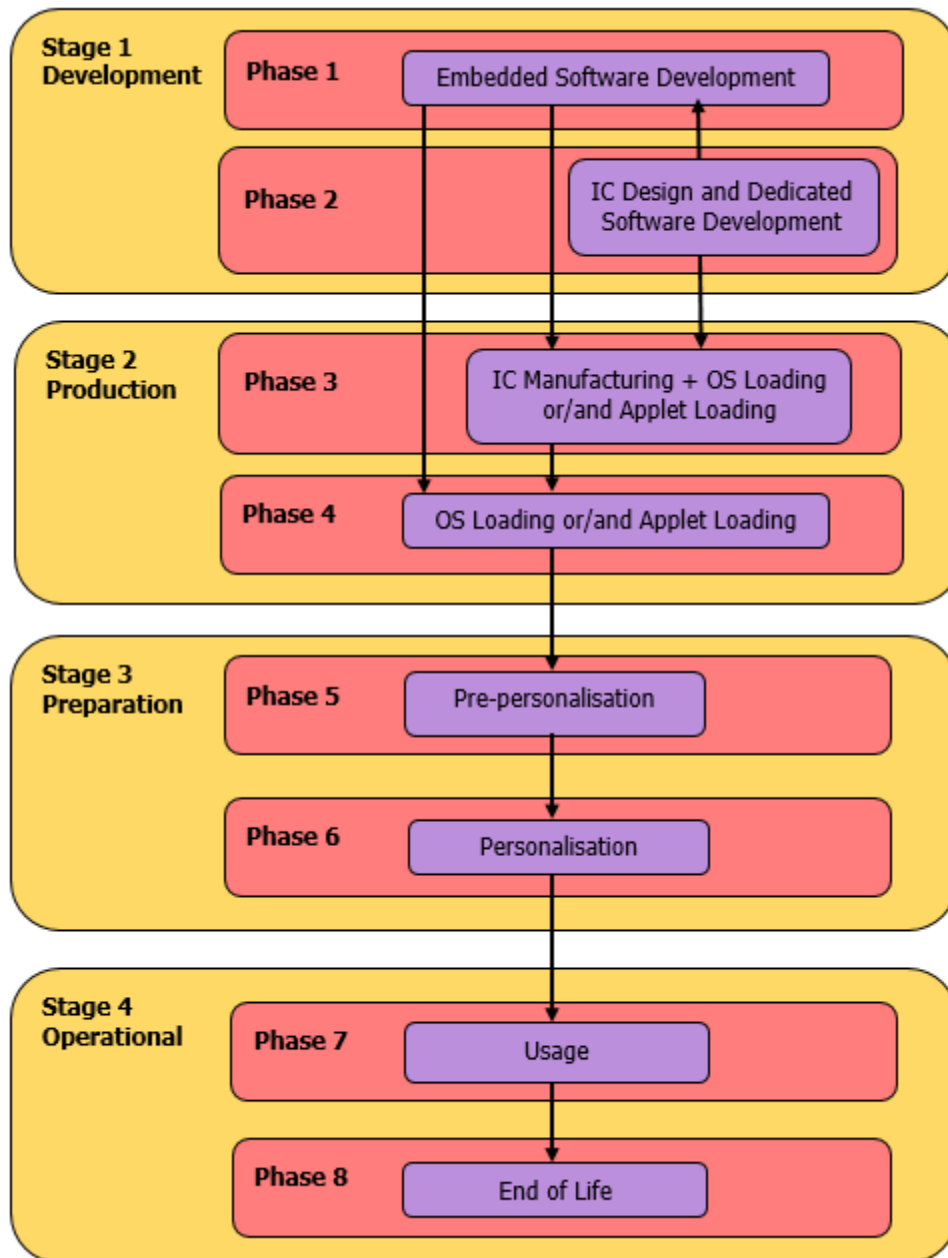 Stage 1
Development
Phase 1
Embedded Software Development
Phase 2
IC Design and Dedicated
Software Development
Stage 2
Production
Phase 3
IC Manufacturing + OS Loading
or/and Applet Loading
Phase 4
OS Loading or/and Applet Loading
Stage 3
Preparation
Phase 5
Pre-personalisation
Phase 6
Personalisation
Stage 4
Operational
Phase 7
Usage
Phase 8
End of Life